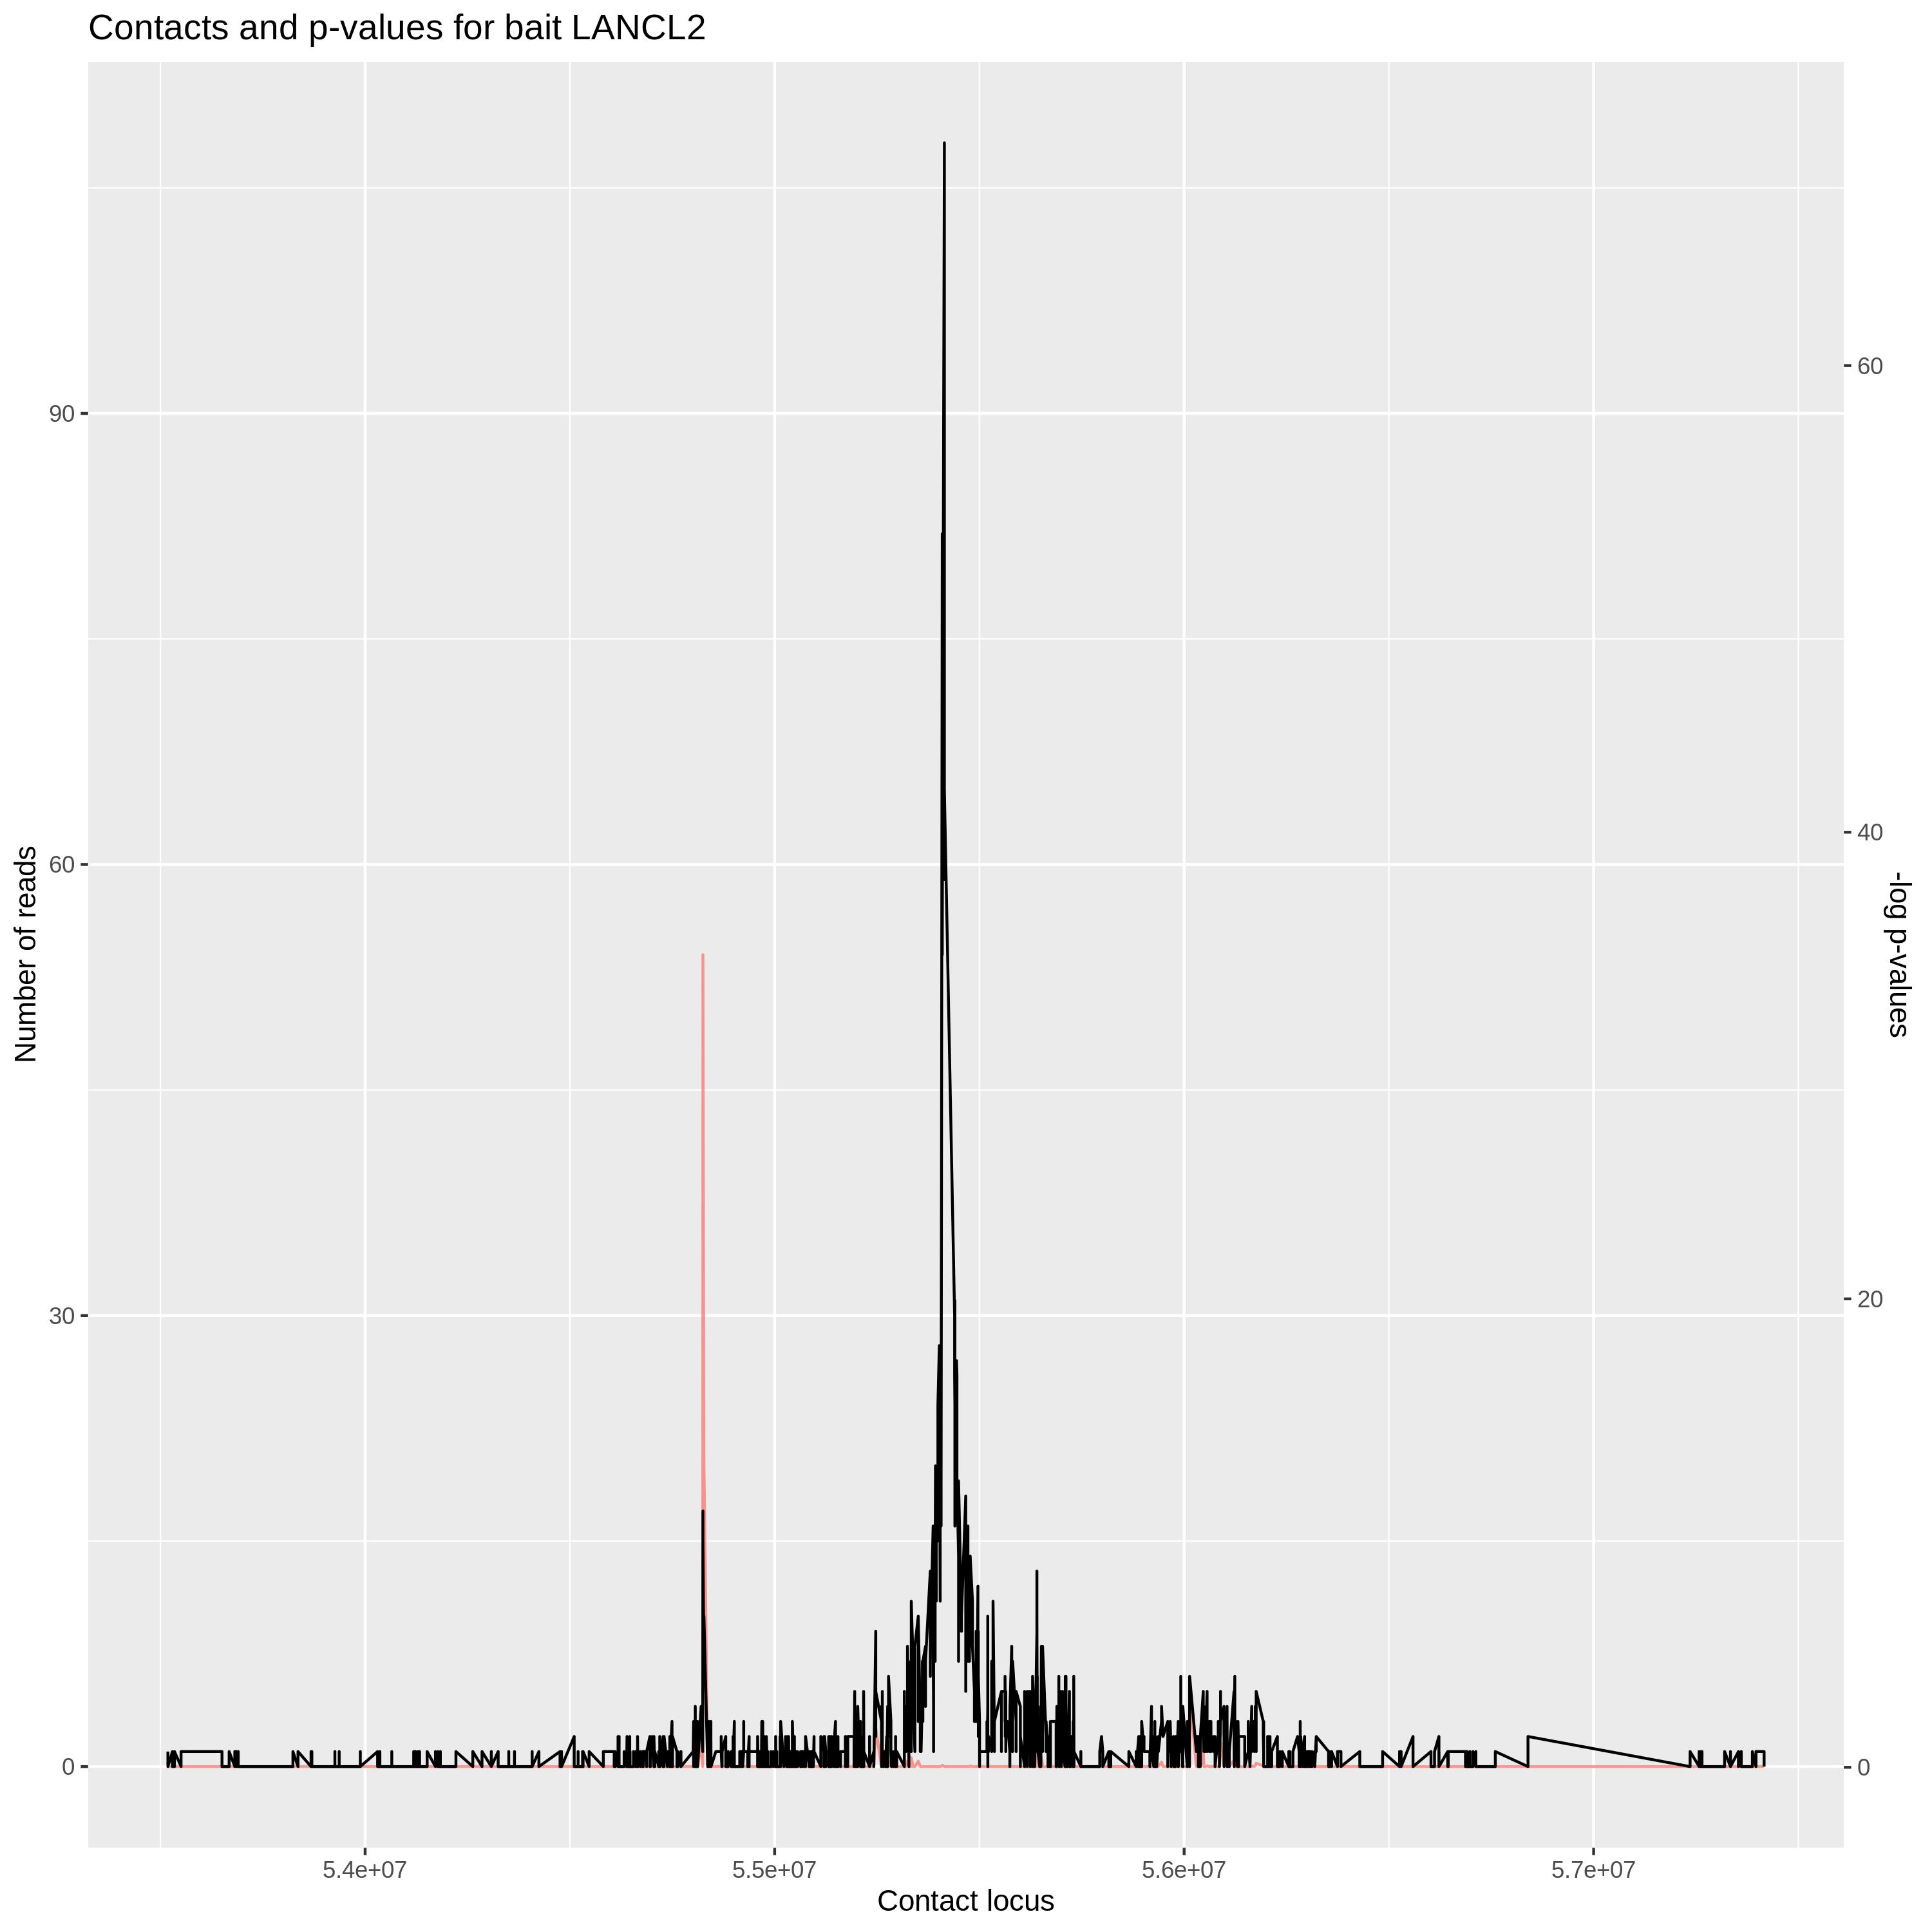 Contacts and p-values for bait LANCL2
90
60
30
0
60
40
20
0
Number of reads
-log p-values
5.4e+07
5.5e+07
5.6e+07
5.7e+07
Contact locus